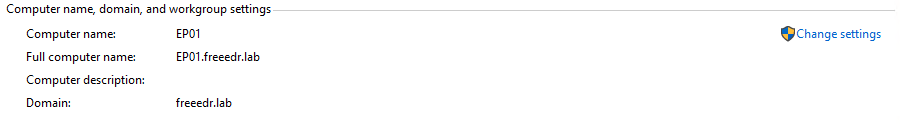 Computer name, domain, and workgroup settings
Computer name: EP01 Change settings
Full computer name: EP01.freeedr.lab
Computer description:
Domain: freeedr.lab